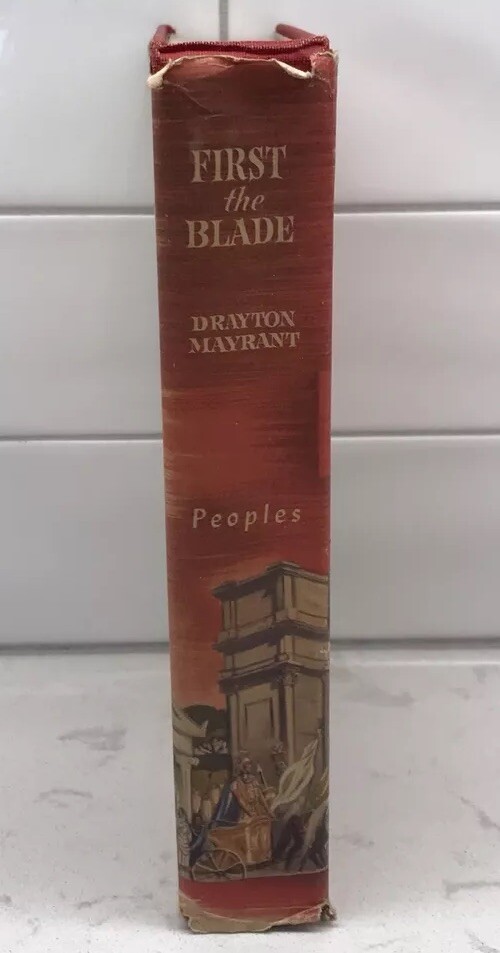 FIRST
the
BLADE
DRAYTON
MAYRANT
Peoples